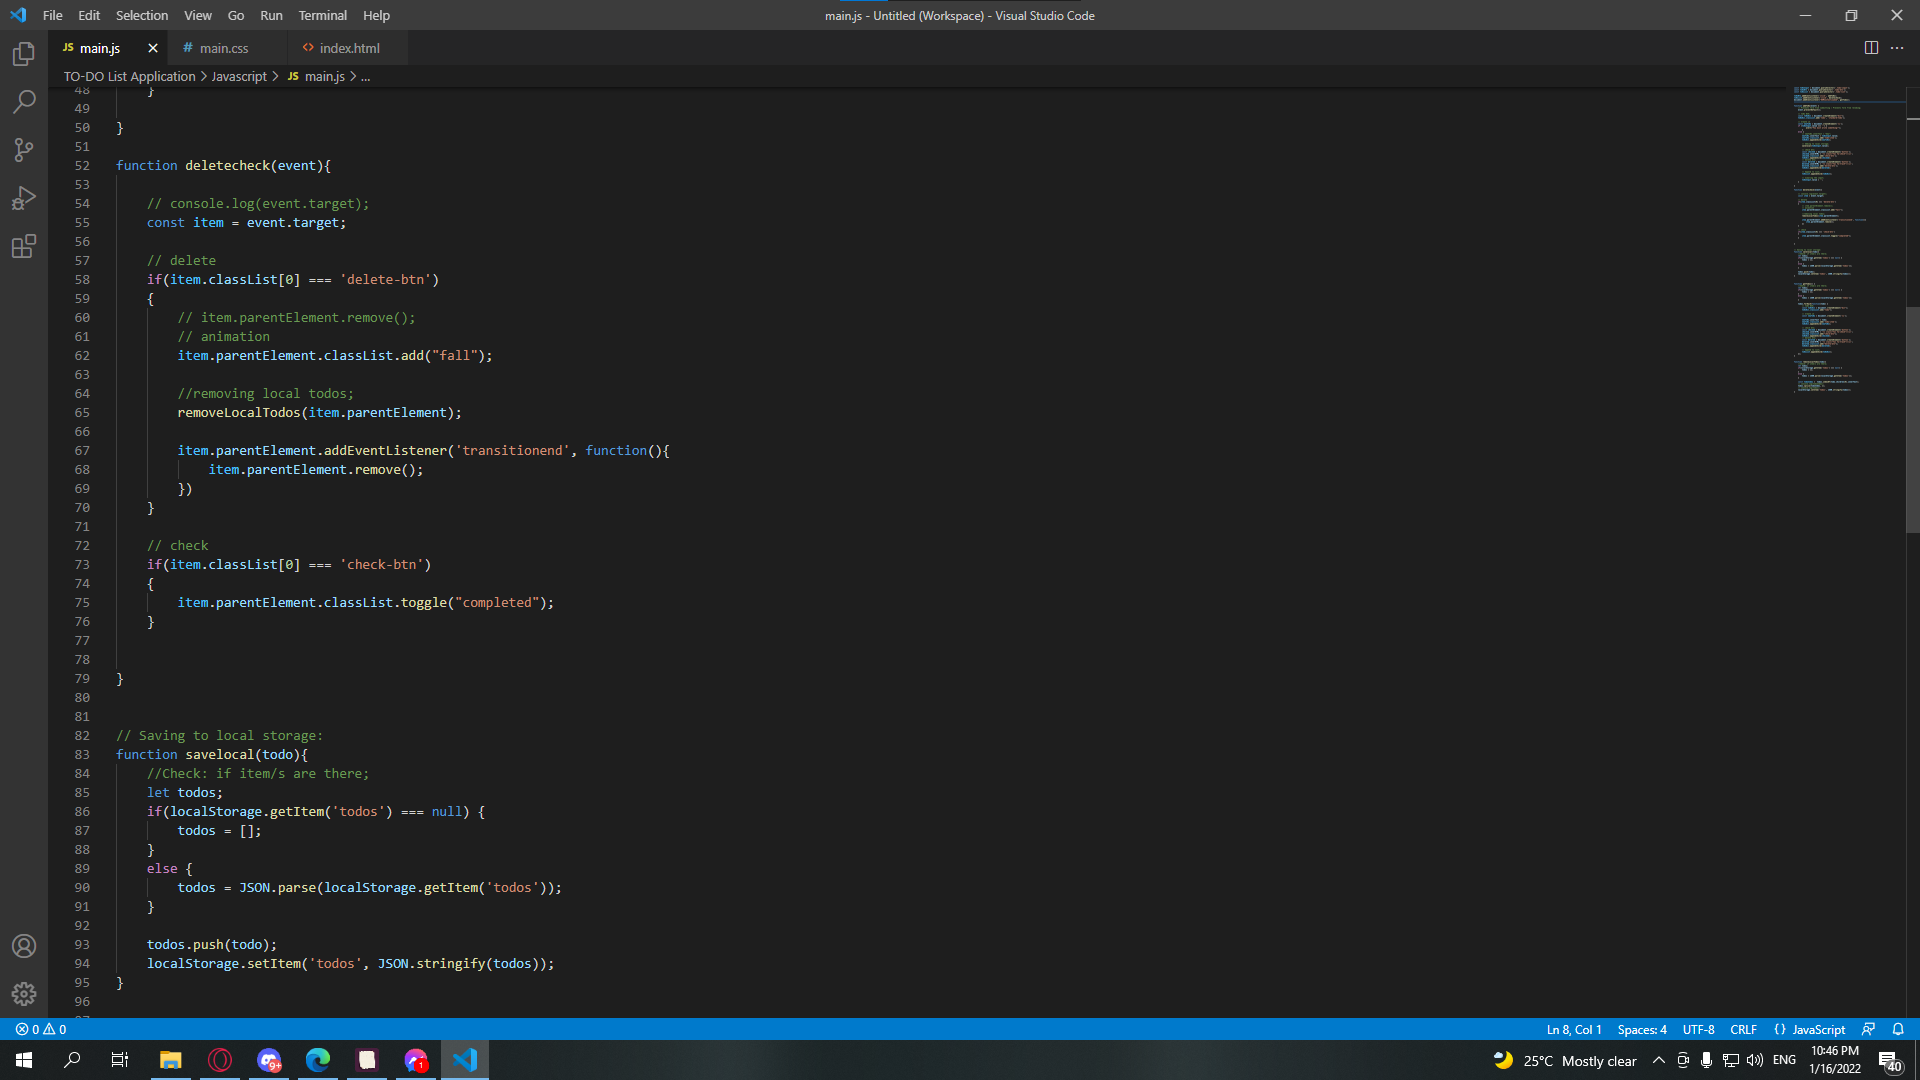 File Edit Selection View Go Run Terminal Help
main.js - Untitled (Workspace) - Visual Studio Code
JS main.js
# main.css
<> index.html
TO-DO List Application > Javascript > JS main.js > ...
48 }
49
50 }
51
52 function deletecheck(event){
53
54 // console.log(event.target);
55 const item = event.target;
56
57 // delete
58 if(item.classList[0] === 'delete-btn')
59 {
60 // item.parentElement.remove();
61 // animation
62 item.parentElement.classList.add("fall");
63
64 //removing local todos;
65 removeLocalTodos(item.parentElement);
66
67 item.parentElement.addEventListener('transitionend', function(){
68 item.parentElement.remove();
69 })
70 }
71
72 // check
73 if(item.classList[0] === 'check-btn')
74 {
75 item.parentElement.classList.toggle("completed");
76 }
77
78
79 }
80
81
82 // Saving to local storage:
83 function savelocal(todo){
84 //Check: if item/s are there;
85 let todos;
86 if(localStorage.getItem('todos') === null) {
87 todos = [];
88 }
89 else {
90 todos = JSON.parse(localStorage.getItem('todos'));
91 }
92
93 todos.push(todo);
94 localStorage.setItem('todos', JSON.stringify(todos));
95 }
96
0 0
Ln 8, Col 1 Spaces: 4 UTF-8 CRLF {} JavaScript
9+
1
25°C Mostly clear
ENG
10:46 PM
1/16/2022
40